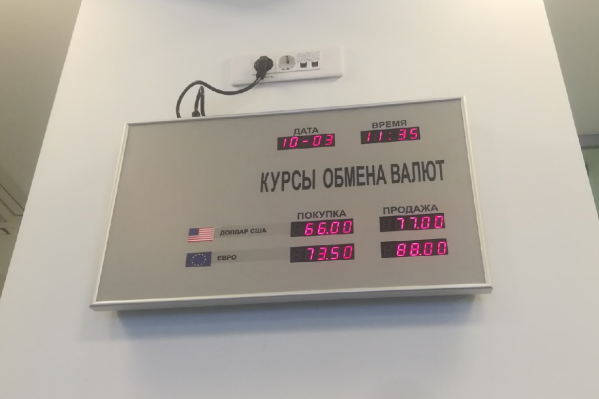 ДАТА ВРЕМЯ
10-03 11:35
КУРСЫ ОБМЕНА ВАЛЮТ
ПОКУПКА ПРОДАЖА
ДОЛЛАР США 66.00 77.00
ЕВРО 73.50 88.00